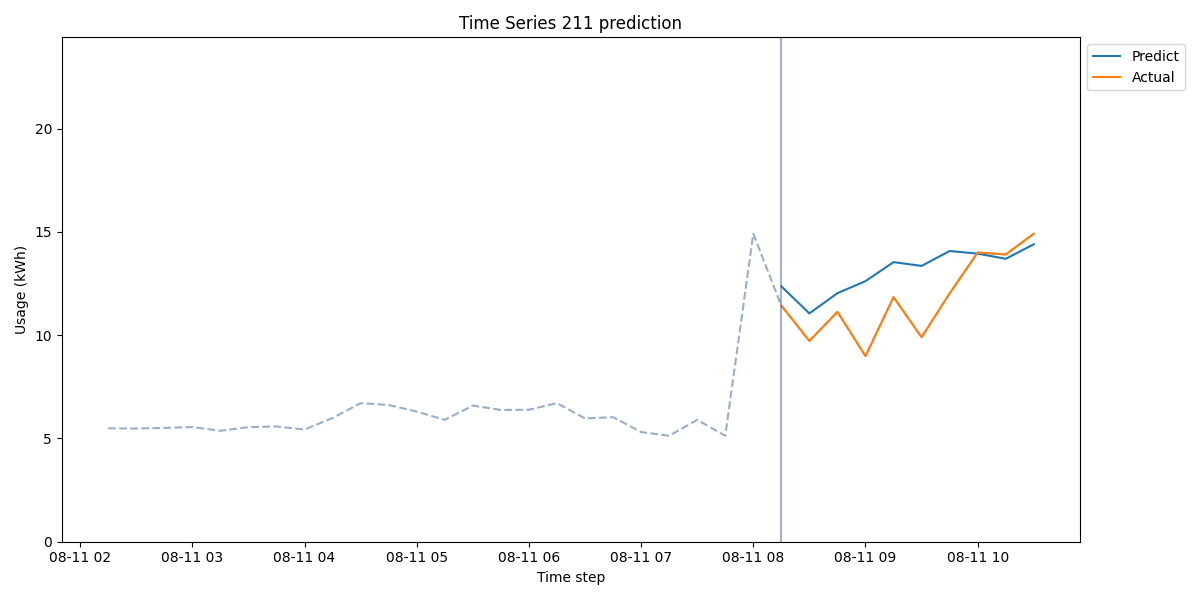 Time Series 211 prediction
Predict
Actual
Usage (kWh)
20
15
10
5
0
08-11 02 08-11 03 08-11 04 08-11 05 08-11 06 08-11 07 08-11 08 08-11 09 08-11 10
Time step